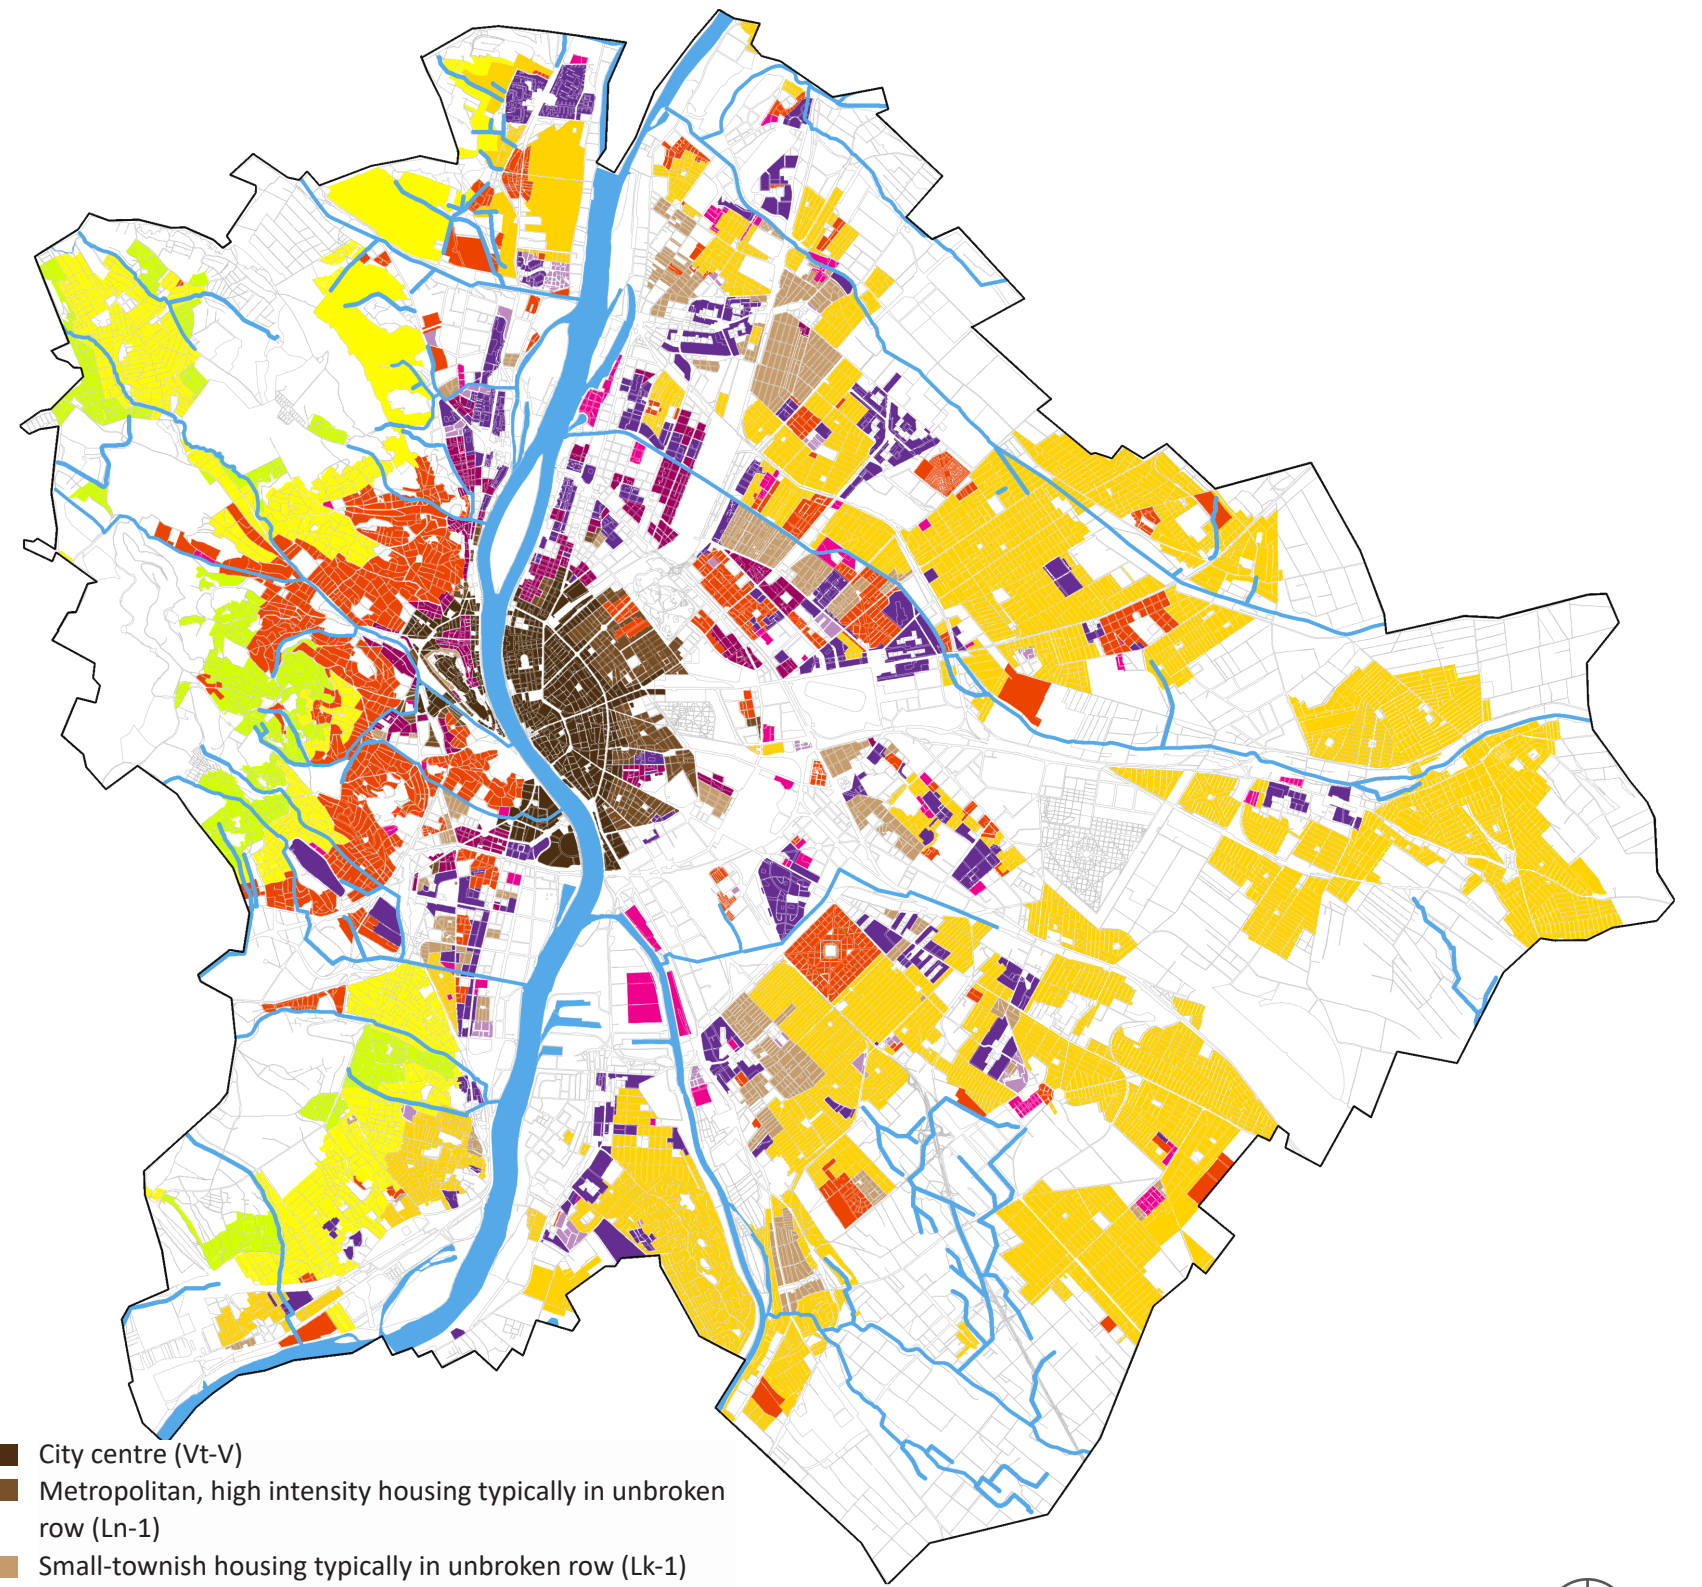 City centre (Vt-V)
Metropolitan, high intensity housing typically in unbroken
row (Ln-1)
Small-townish housing typically in unbroken row (Lk-1)